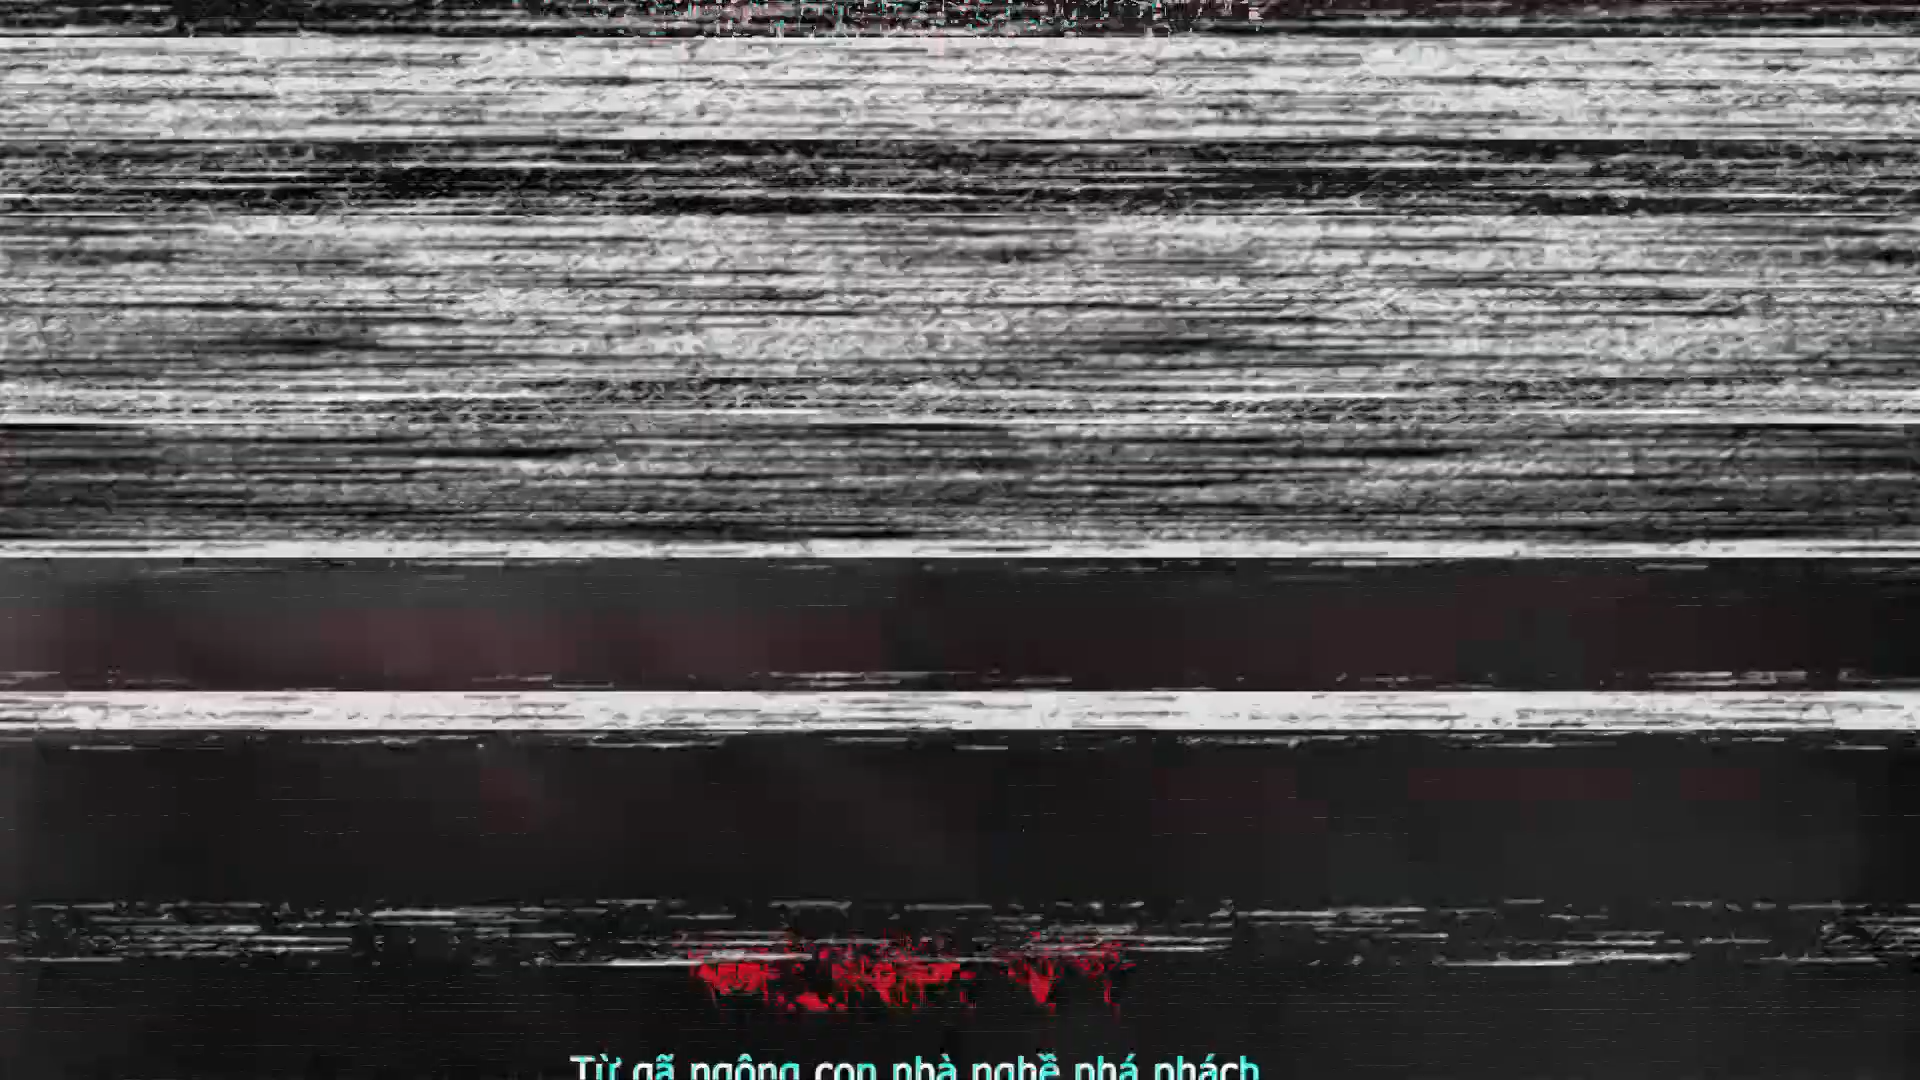 Từ gã ngông con nhà nghề phá phách